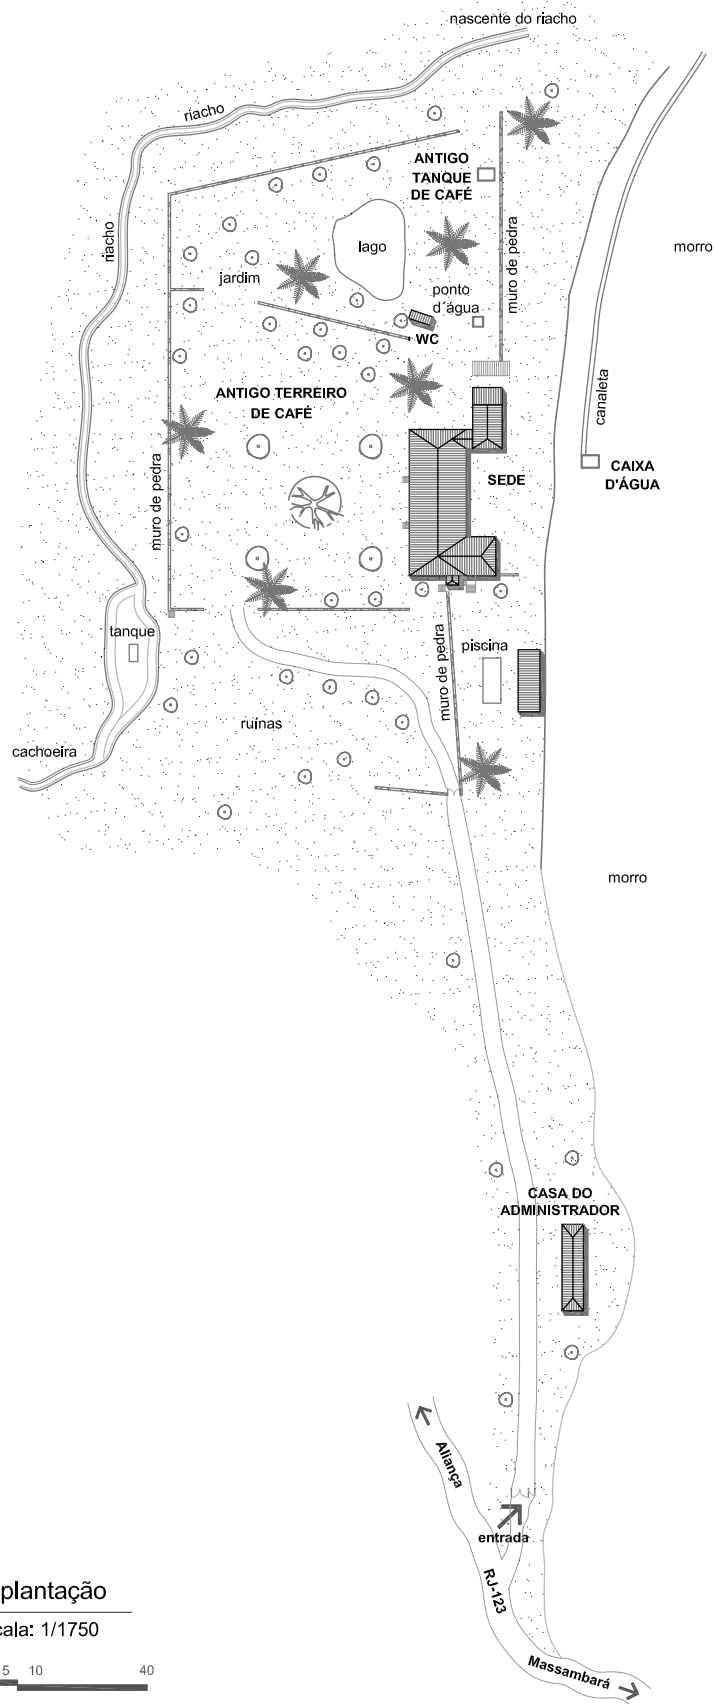 nascente do riacho
riacho
ANTIGO
TANQUE
DE CAFÉ
riacho
lago
muro de pedra
morro
jardim
ponto
d´água
WC
ANTIGO TERREIRO
DE CAFÉ
canaleta
muro de pedra
SEDE
CAIXA
D'ÁGUA
tanque
muro de pedra
piscina
ruínas
cachoeira
morro
CASA DO
ADMINISTRADOR
Aliança
entrada
RJ-123
Massambará
plantação
cala: 1/1750
5 10 40